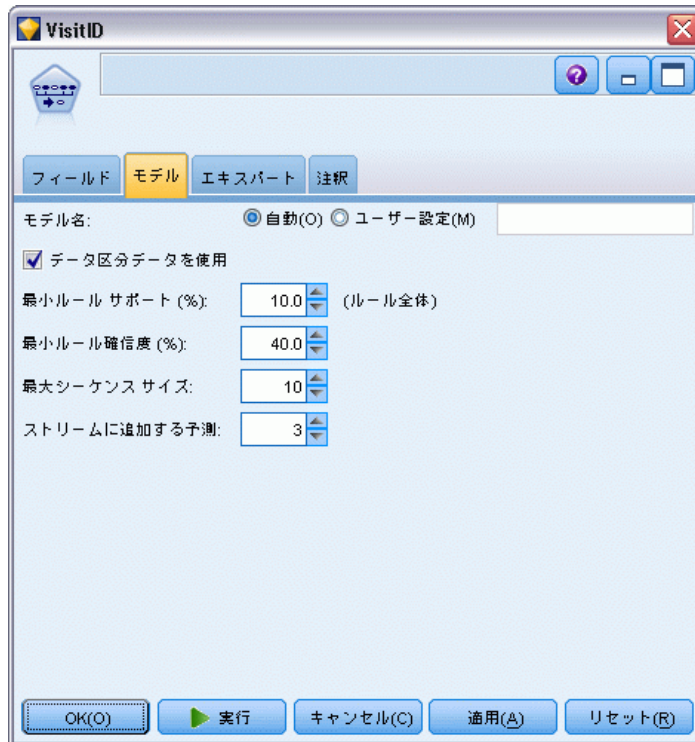 VisitID
フィールド モデル エキスパート 注釈
モデル名: 自動(O) ユーザー設定(M)
データ区分データを使用
最小ルール サポート (%): 10.0 (ルール全体)
最小ルール確信度 (%): 40.0
最大シーケンス サイズ: 10
ストリームに追加する予測: 3
OK(O) 実行 キャンセル(C) 適用(A) リセット(R)